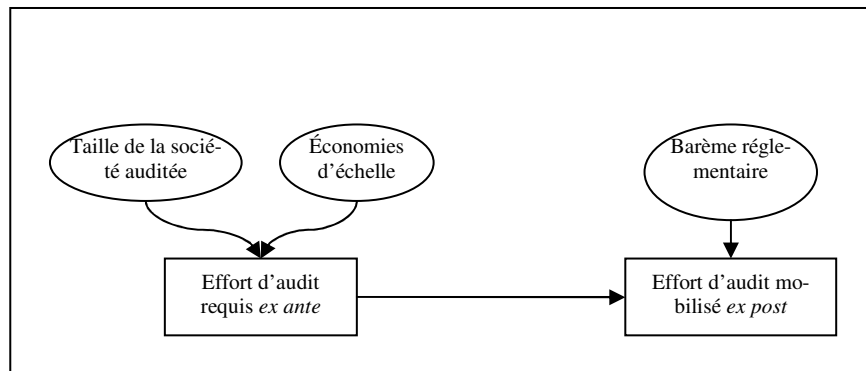 Taille de la socié-
té auditée
Économies
d’échelle
Barème régle-
mentaire
Effort d’audit
requis ex ante
Effort d’audit mo-
bilisé ex post